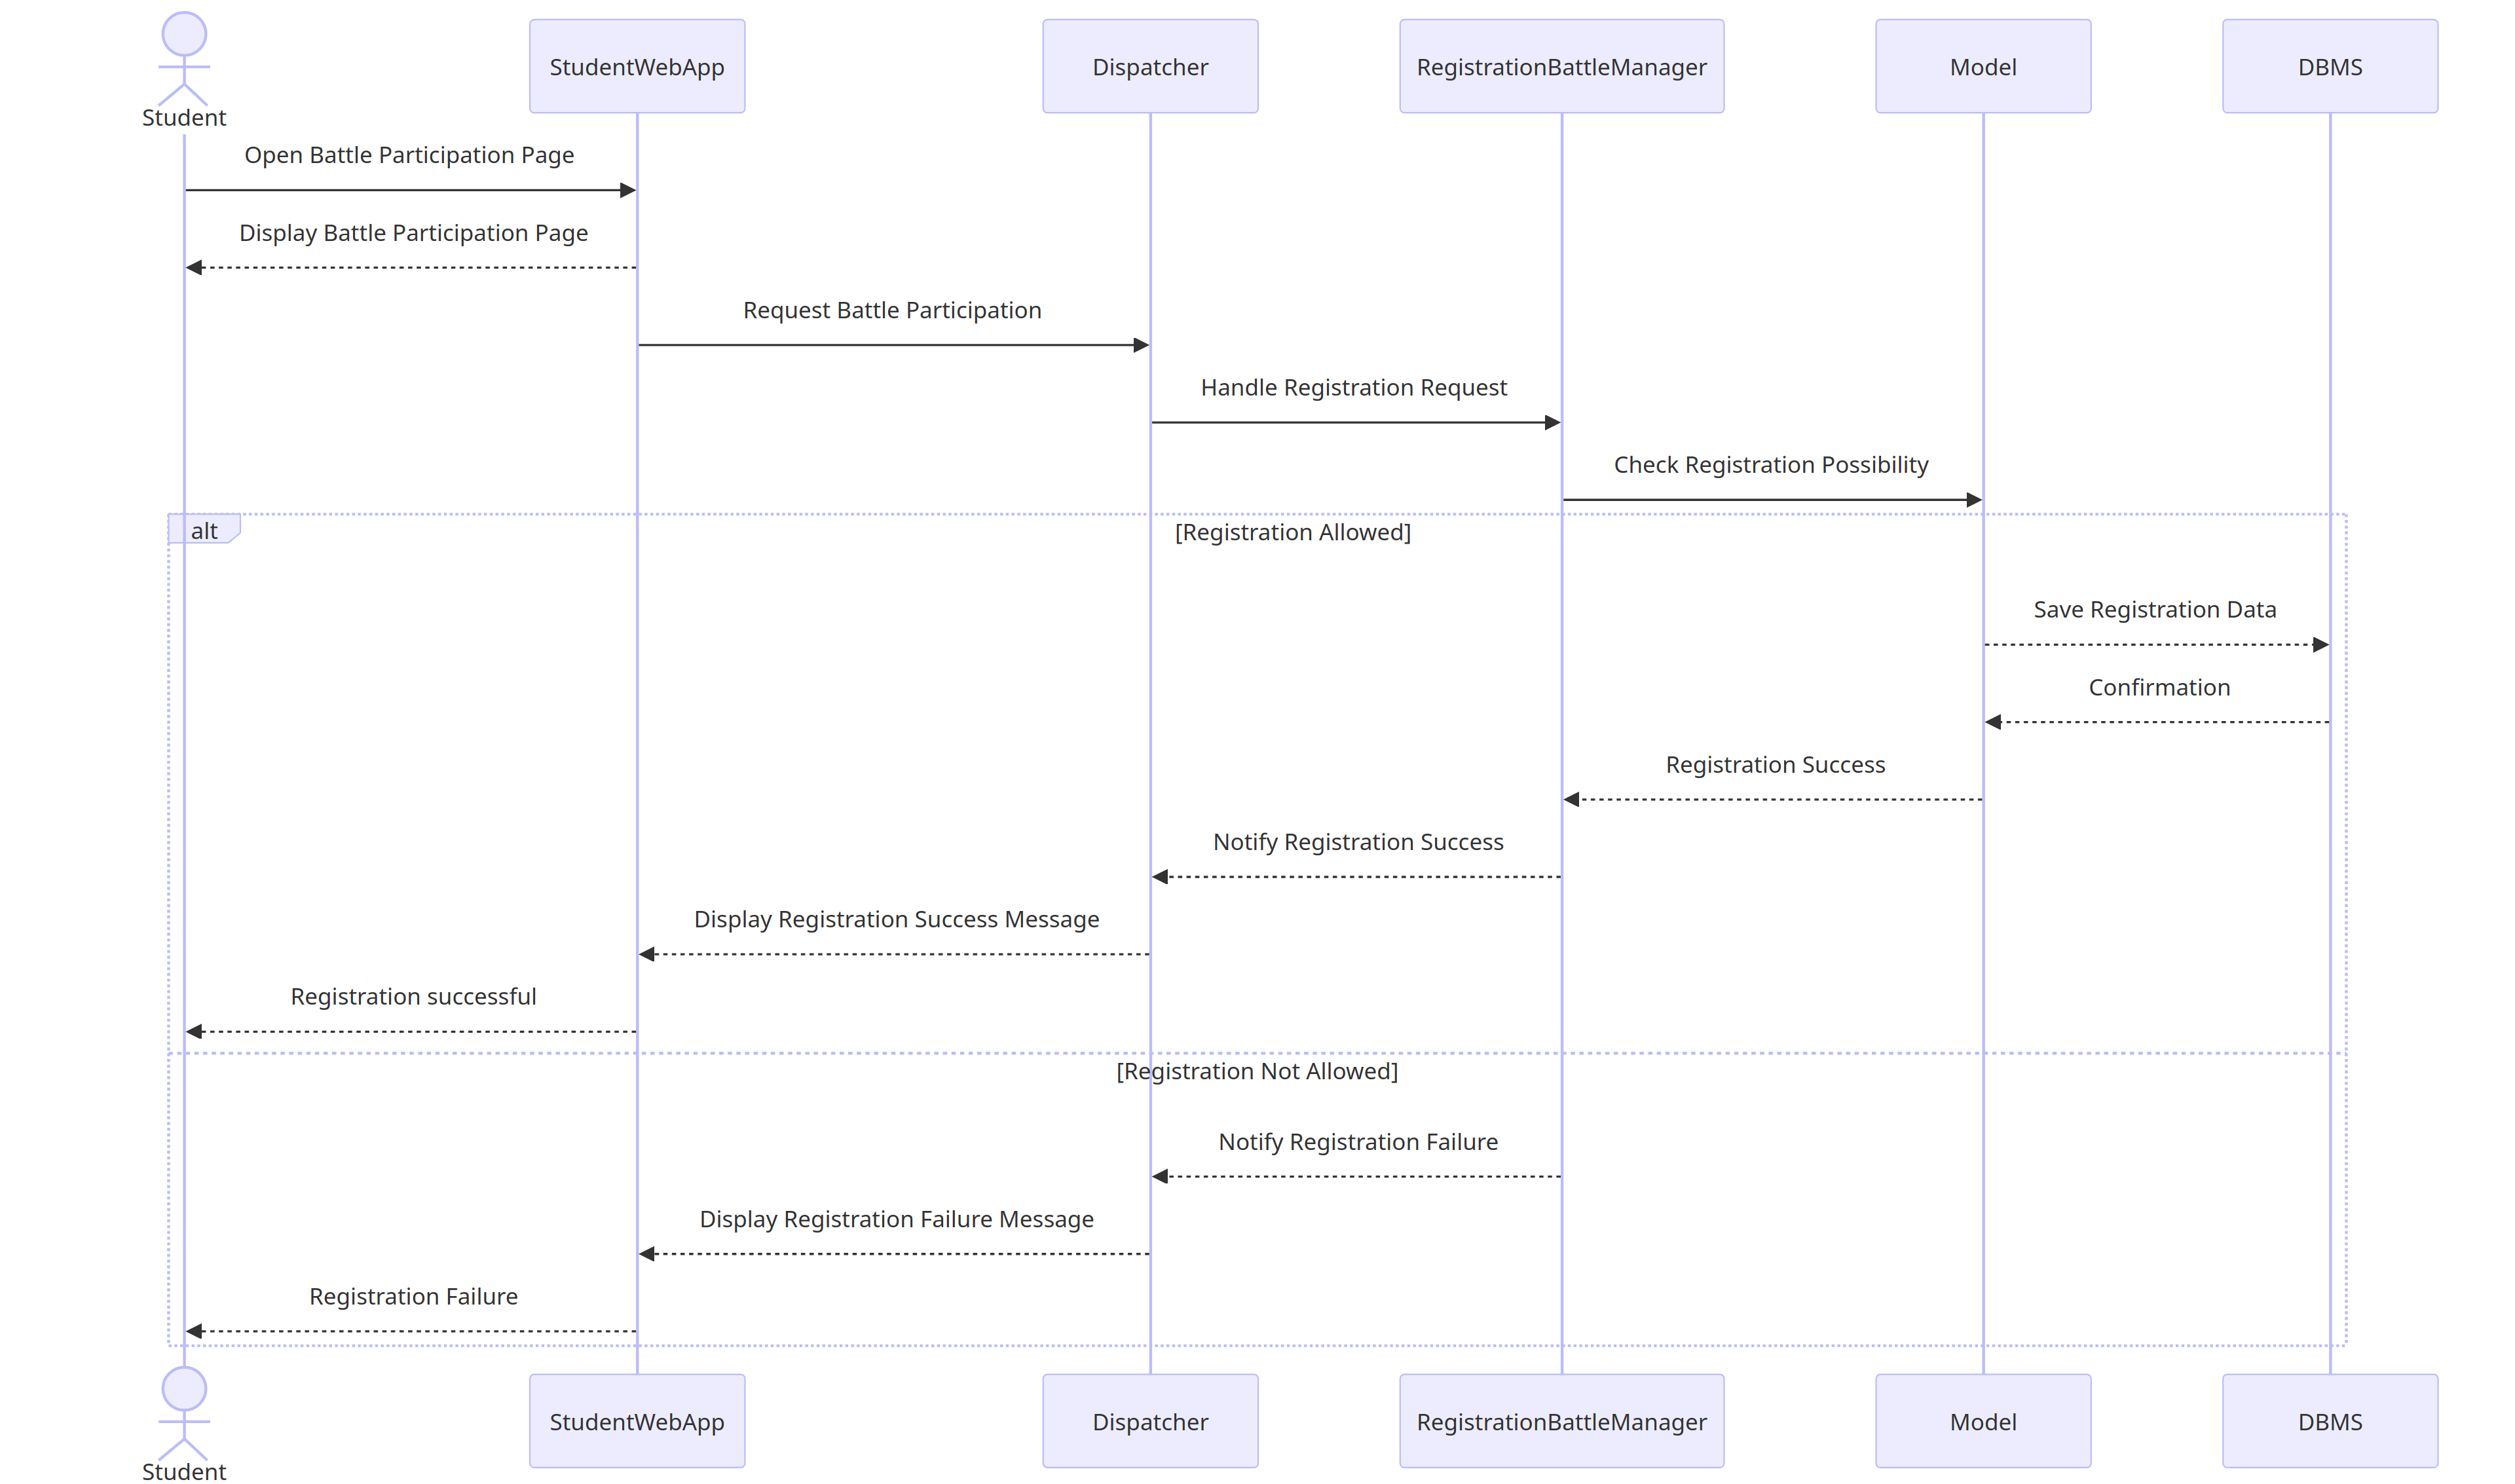 Student
StudentWebApp
Dispatcher
RegistrationBattleManager
Model
DBMS
Open Battle Participation Page
Display Battle Participation Page
Request Battle Participation
Handle Registration Request
Check Registration Possibility
alt
[Registration Allowed]
Save Registration Data
Confirmation
Registration Success
Notify Registration Success
Display Registration Success Message
Registration successful
[Registration Not Allowed]
Notify Registration Failure
Display Registration Failure Message
Registration Failure
Student
StudentWebApp
Dispatcher
RegistrationBattleManager
Model
DBMS